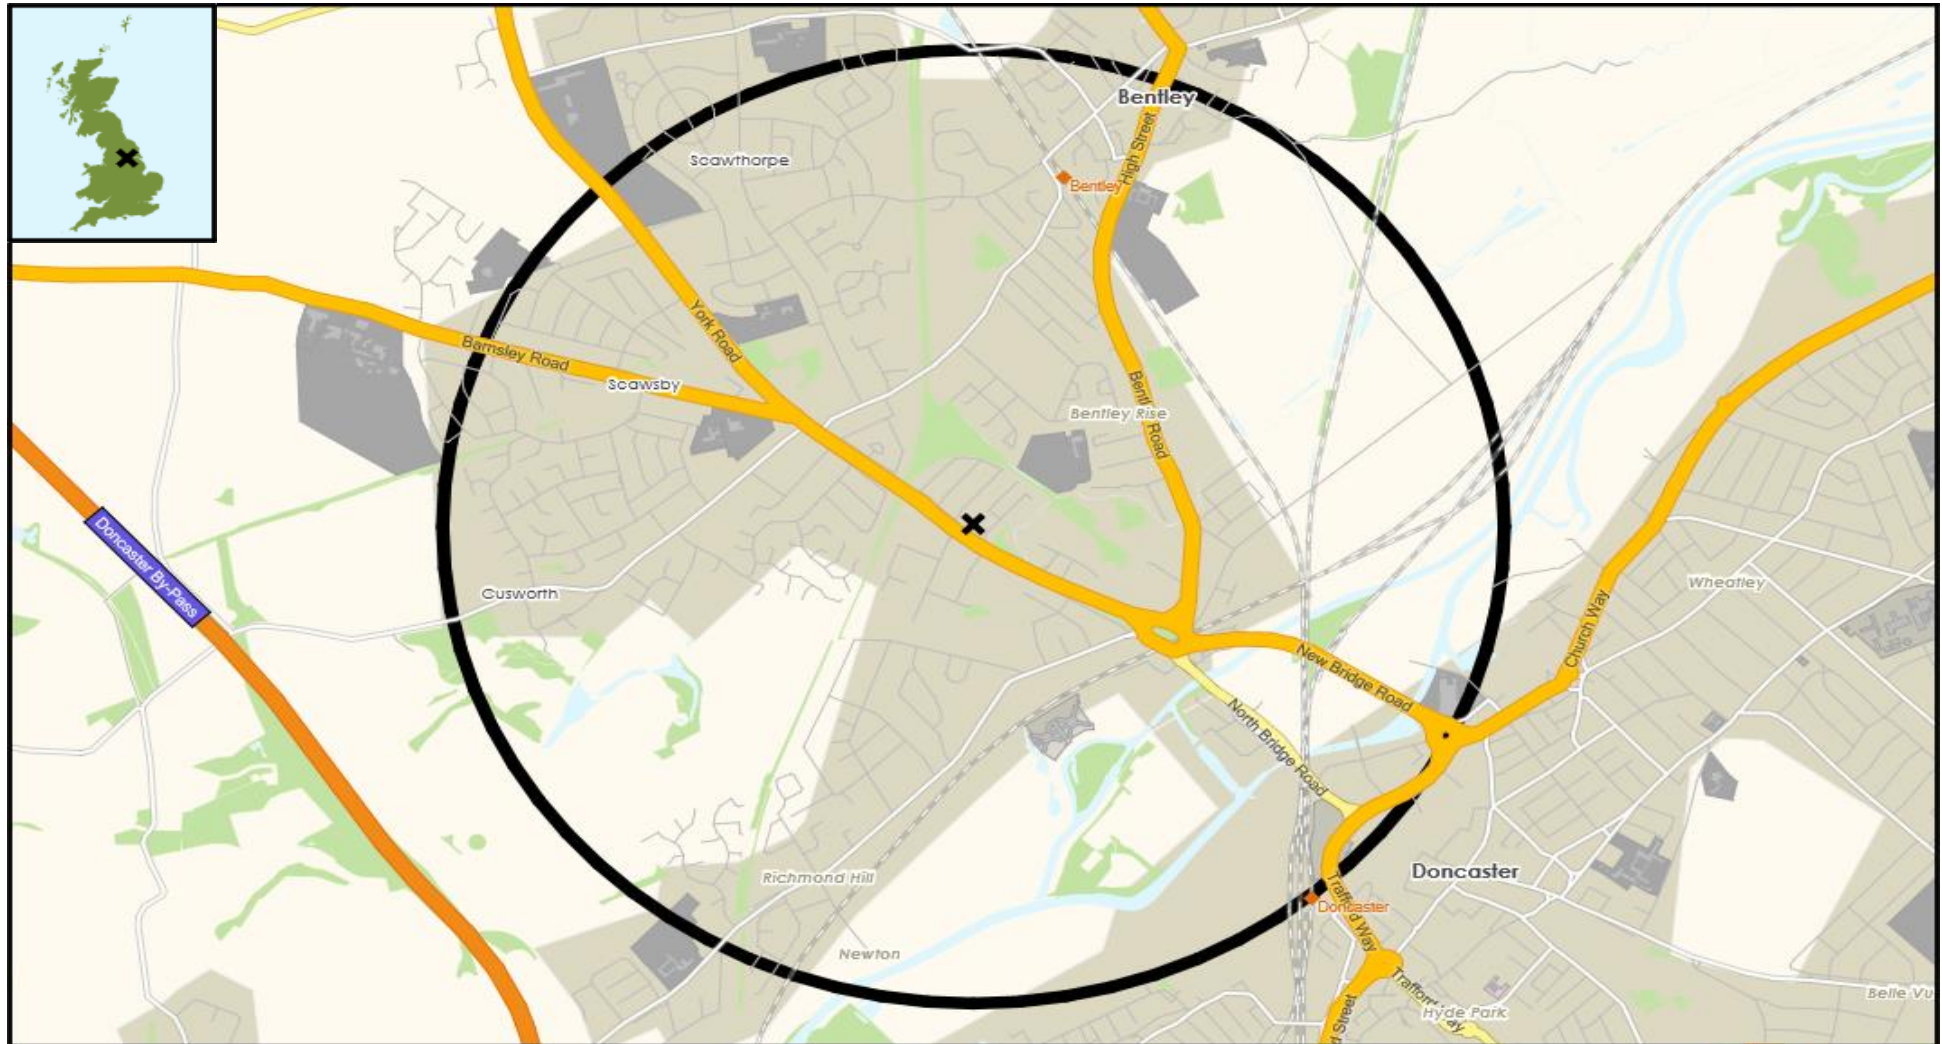 Bentley
High Street
Scawthorpe
Bentley
York Road
Barnsley Road
Scawsby
Bentley Road
Bentley Rise
Doncaster By-Pass
Cusworth
Wheatley
Church Way
New Bridge Road
North Bridge Road
Richmond Hill
Doncaster
Trafford Way
Doncaster
Newton
Trafford Way
Hyde Park
Belle Vu
d Street